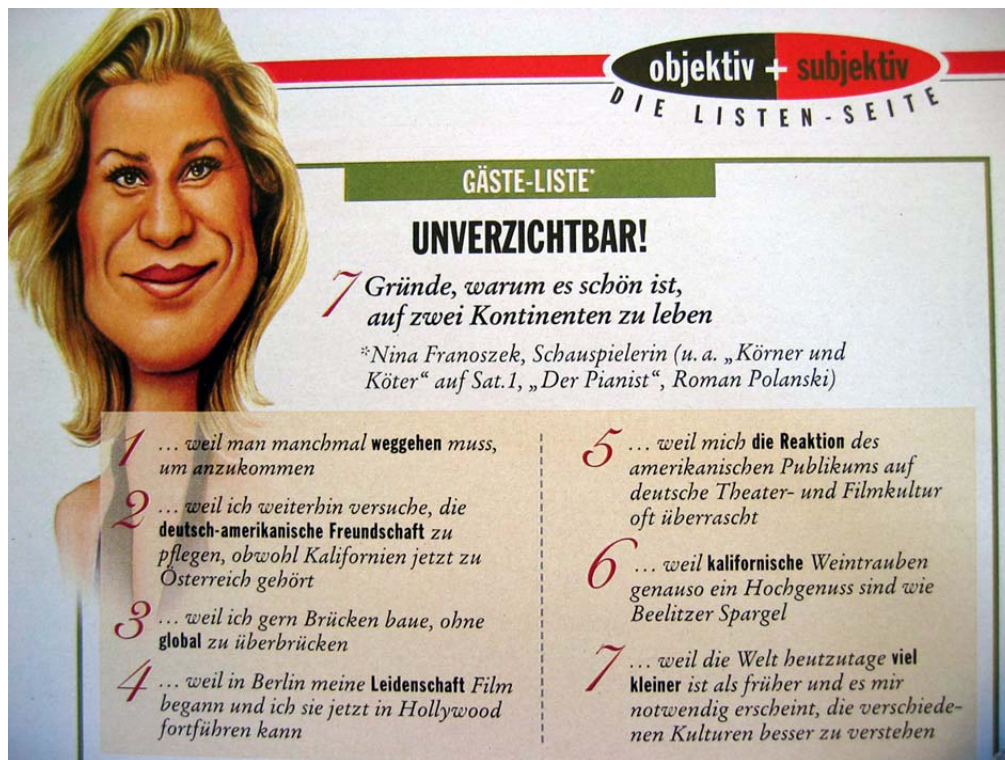 objektiv + subjektiv
DIE LISTEN-SEITE
GÄSTE-LISTE*
UNVERZICHTBAR!
7 Gründe, warum es schön ist,
auf zwei Kontinenten zu leben
*Nina Franoszek, Schauspielerin (u. a. „Körner und
Köter“ auf Sat.1, „Der Pianist“, Roman Polanski)
1 ... weil man manchmal weggehen muss,
um anzukommen
2 ... weil ich weiterhin versuche, die
deutsch-amerikanische Freundschaft zu
pflegen, obwohl Kalifornien jetzt zu
Österreich gehört
3 ... weil ich gern Brücken baue, ohne
global zu überbrücken
4 ... weil in Berlin meine Leidenschaft Film
begann und ich sie jetzt in Hollywood
fortführen kann
5 ... weil mich die Reaktion des
amerikanischen Publikums auf
deutsche Theater- und Filmkultur
oft überrascht
6 ... weil kalifornische Weintrauben
genauso ein Hochgenuss sind wie
Beelitzer Spargel
7 ... weil die Welt heutzutage viel
kleiner ist als früher und es mir
notwendig erscheint, die verschiede-
nen Kulturen besser zu verstehen